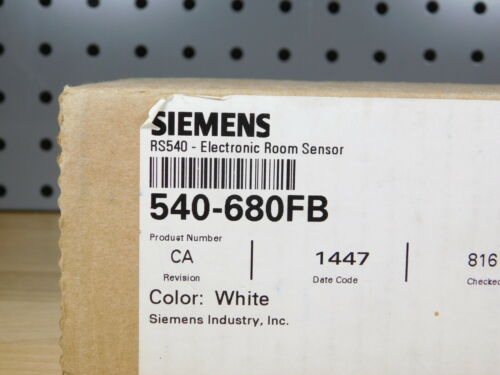 SIEMENS
RS540 - Electronic Room Sensor
540-680FB
Product Number
CA 1447 816
Revision Date Code Checked
Color: White
Siemens Industry, Inc.